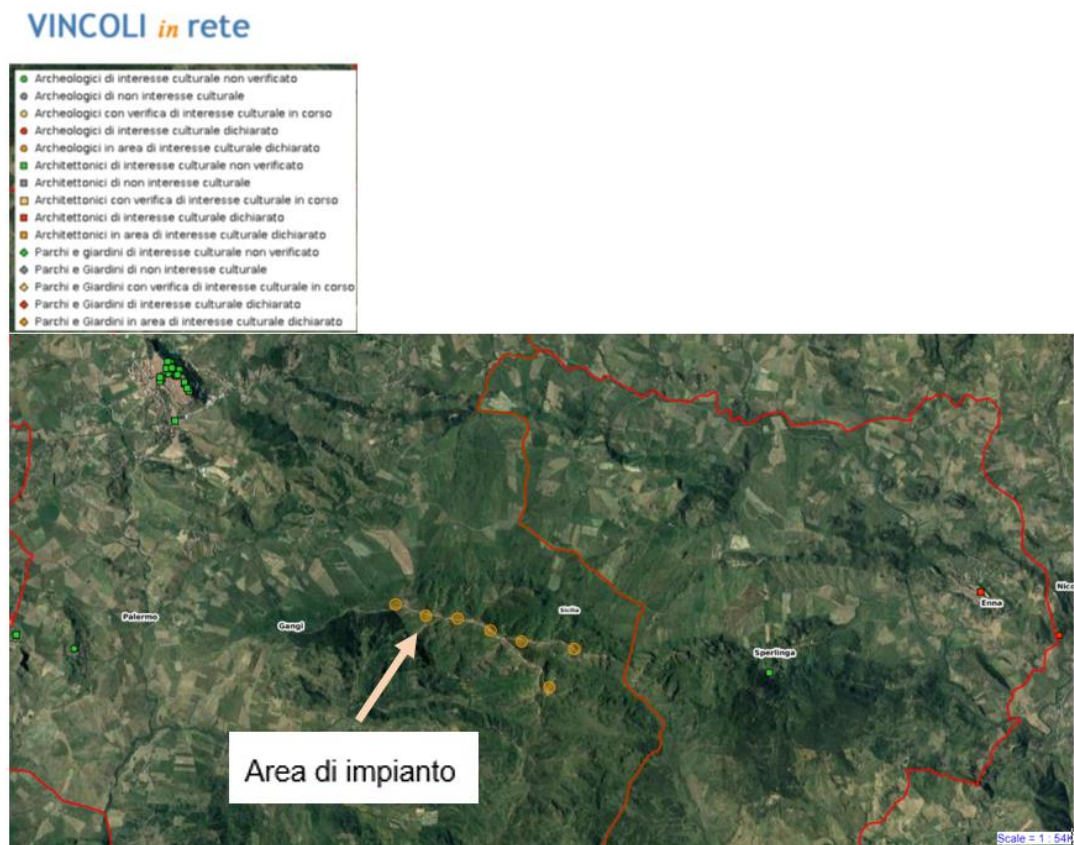 VINCOLI in rete
Archeologici di interesse culturale non verificato
Archeologici di non interesse culturale
Archeologici con verifica di interesse culturale in corso
Archeologici di interesse culturale dichiarato
Archeologici in area di interesse culturale dichiarato
Architettonici di interesse culturale non verificato
Architettonici di non interesse culturale
Architettonici con verifica di interesse culturale in corso
Architettonici di interesse culturale dichiarato
Architettonici in area di interesse culturale dichiarato
Parchi e giardini di interesse culturale non verificato
Parchi e Giardini di non interesse culturale
Parchi e Giardini con verifica di interesse culturale in corso
Parchi e Giardini di interesse culturale dichiarato
Parchi e Giardini in area di interesse culturale dichiarato
Nico
Enna
Sicilia
Palermo
Gangi
Sperlinga
Area di impianto
Scale = 1 : 54K